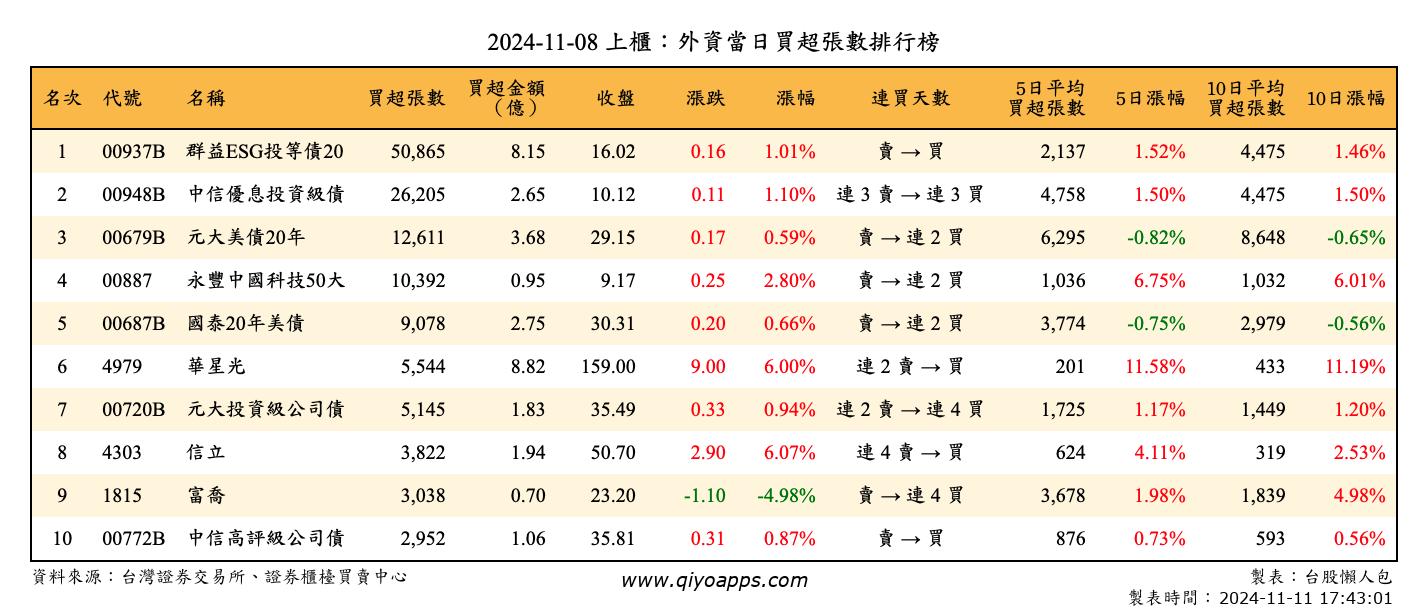 2024-11-08 上櫃：外資當日買超張數排行榜
名次 代號 名稱 買超張數 買超金額（億） 收盤 漲跌 漲幅 連買天數 5日平均買超張數 5日漲幅 10日平均買超張數 10日漲幅
1 00937B 群益ESG投等債20 50,865 8.15 16.02 0.16 1.01% 賣 → 買 2,137 1.52% 4,475 1.46%
2 00948B 中信優息投資級債 26,205 2.65 10.12 0.11 1.10% 連 3 賣 → 連 3 買 4,758 1.50% 4,475 1.50%
3 00679B 元大美債20年 12,611 3.68 29.15 0.17 0.59% 賣 → 連 2 買 6,295 -0.82% 8,648 -0.65%
4 00887 永豐中國科技50大 10,392 0.95 9.17 0.25 2.80% 賣 → 連 2 買 1,036 6.75% 1,032 6.01%
5 00687B 國泰20年美債 9,078 2.75 30.31 0.20 0.66% 賣 → 連 2 買 3,774 -0.75% 2,979 -0.56%
6 4979 華星光 5,544 8.82 159.00 9.00 6.00% 連 2 賣 → 買 201 11.58% 433 11.19%
7 00720B 元大投資級公司債 5,145 1.83 35.49 0.33 0.94% 連 2 賣 → 連 4 買 1,725 1.17% 1,449 1.20%
8 4303 信立 3,822 1.94 50.70 2.90 6.07% 連 4 賣 → 買 624 4.11% 319 2.53%
9 1815 富喬 3,038 0.70 23.20 -1.10 -4.98% 賣 → 連 4 買 3,678 1.98% 1,839 4.98%
10 00772B 中信高評級公司債 2,952 1.06 35.81 0.31 0.87% 賣 → 買 876 0.73% 593 0.56%
資料來源：台灣證券交易所、證券櫃檯買賣中心 www.qiyoapps.com 製表：台股懶人包
製表時間：2024-11-11 17:43:01